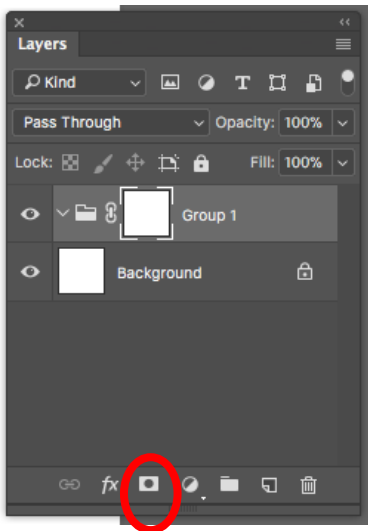 Layers
Kind T
Pass Through Opacity: 100%
Lock: Fill: 100%
Group 1
Background
fx